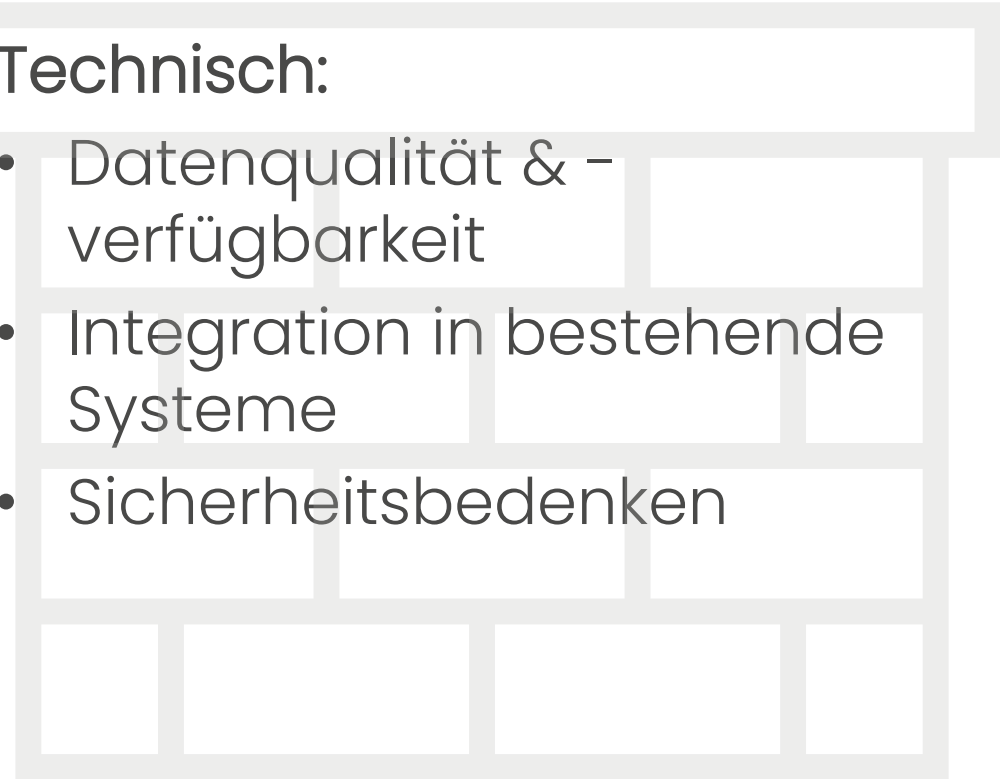 Technisch:
• Datenqualität & -
verfügbarkeit
• Integration in bestehende
Systeme
• Sicherheitsbedenken